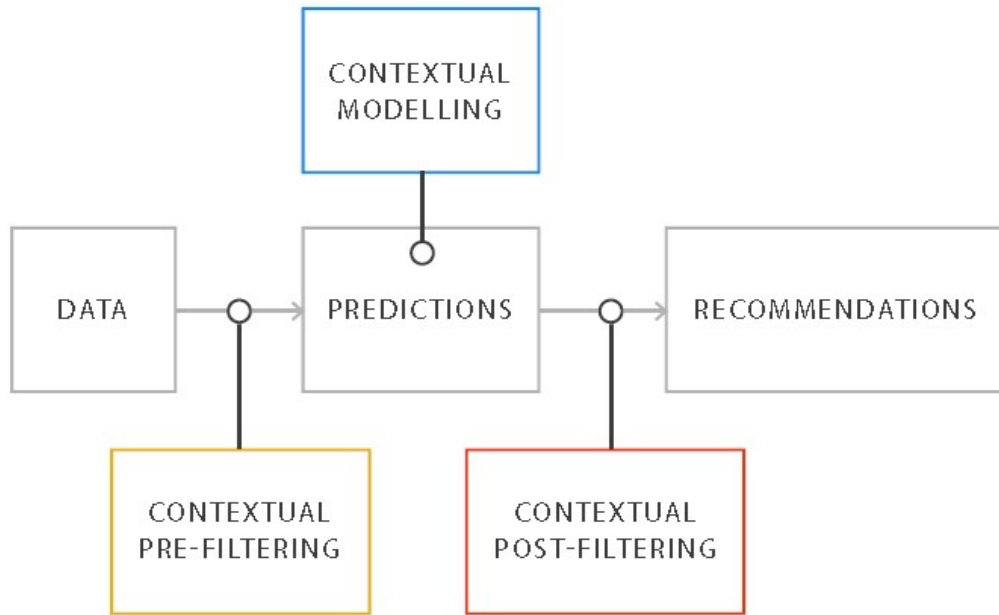 CONTEXTUAL
MODELLING
DATA
PREDICTIONS
RECOMMENDATIONS
CONTEXTUAL
PRE-FILTERING
CONTEXTUAL
POST-FILTERING